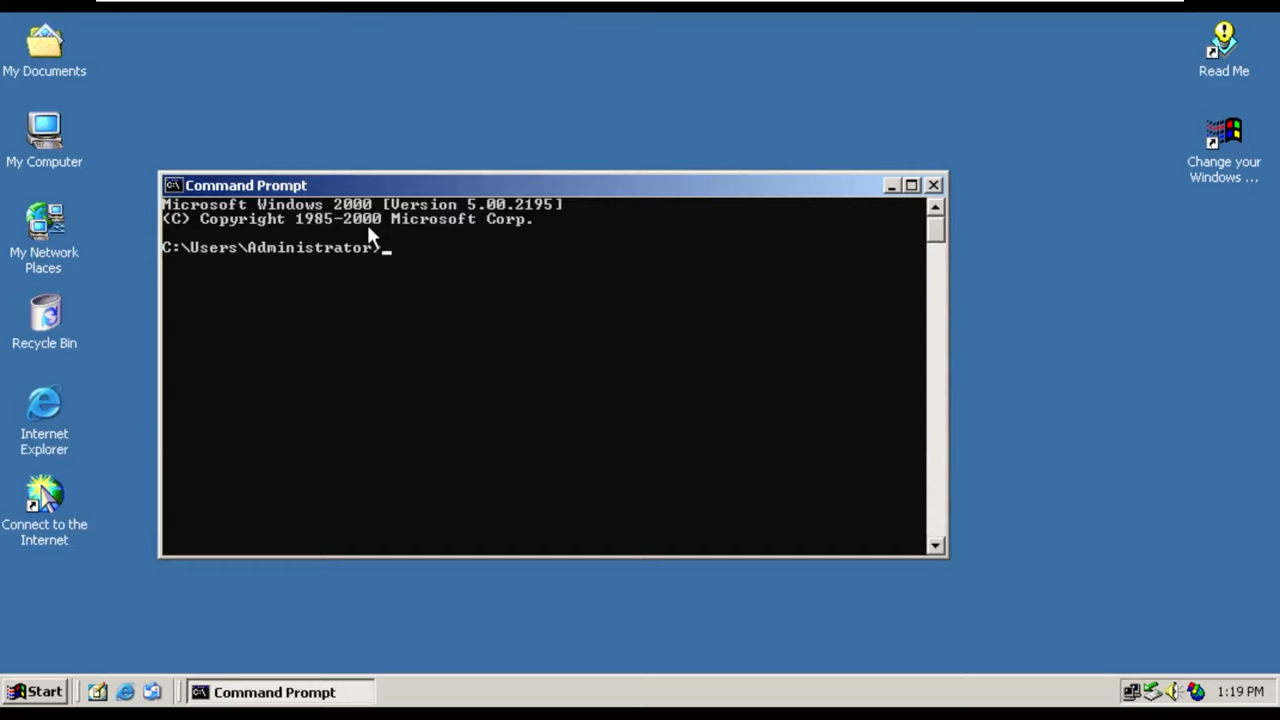 My Documents
My Computer
My Network
Places
Recycle Bin
Internet
Explorer
Connect to the
Internet
Read Me
Change your
Windows ...
Command Prompt
Microsoft Windows 2000 [Version 5.00.2195]
(C) Copyright 1985-2000 Microsoft Corp.
C:\Users\Administrator>_
Start
Command Prompt
1:19 PM